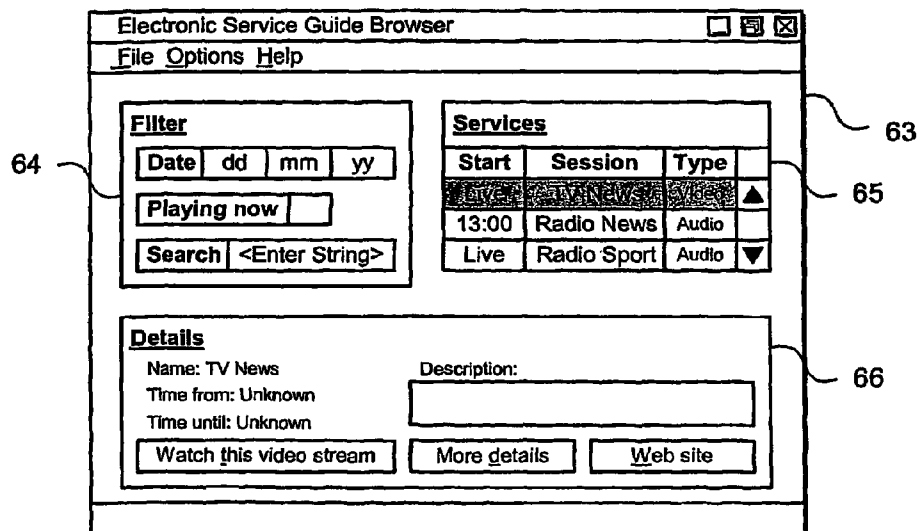 Electronic Service Guide Browser
File Options Help
Filter
Date dd mm yy
Playing now
Search <Enter String>
Services
Start Session Type
Live TV News Video
13:00 Radio News Audio
Live Radio Sport Audio
Details
Name: TV News
Time from: Unknown
Time until: Unknown
Description:
Watch this video stream
More details
Web site
63
64
65
66